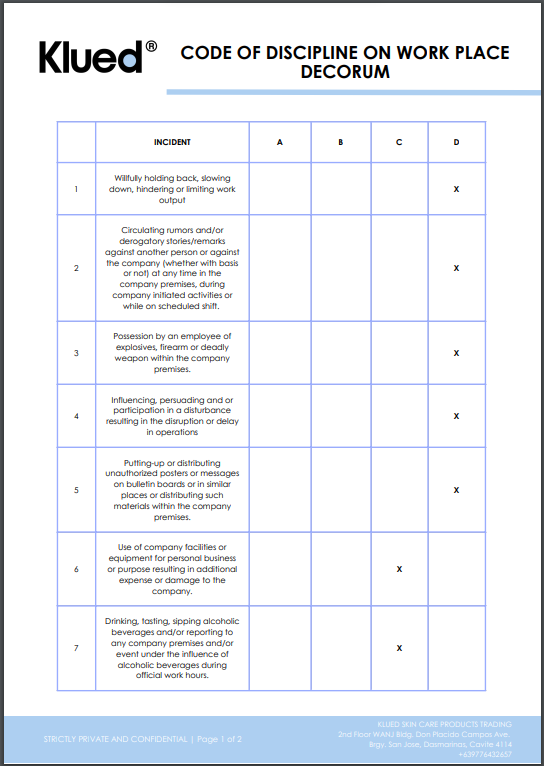 Klued®
CODE OF DISCIPLINE ON WORK PLACE
DECORUM
INCIDENT A B C D
1 Willfully holding back, slowing
down, hindering or limiting work
output X
2 Circulating rumors and/or
derogatory stories/remarks
against another person or against
the company (whether with basis
or not) at any time in the
company premises, during
company initiated activities or
while on scheduled shift. X
3 Possession by an employee of
explosives, firearm or deadly
weapon within the company
premises. X
4 Influencing, persuading and or
participation in a disturbance
resulting in the disruption or delay
in operations X
5 Putting-up or distributing
unauthorized posters or messages
on bulletin boards or in similar
places or distributing such
materials within the company
premises. X
6 Use of company facilities or
equipment for personal business
or purpose resulting in additional
expense or damage to the
company. X
7 Drinking, tasting, sipping alcoholic
beverages and/or reporting to
any company premises and/or
event under the influence of
alcoholic beverages during
official work hours. X
STRICTLY PRIVATE AND CONFIDENTIAL | Page 1 of 2
KLUED SKIN CARE PRODUCTS TRADING
2nd Floor WANJ Bldg. Don Placido Campos Ave.
Brgy. San Jose, Dasmarinas, Cavite 4114
+639776432657